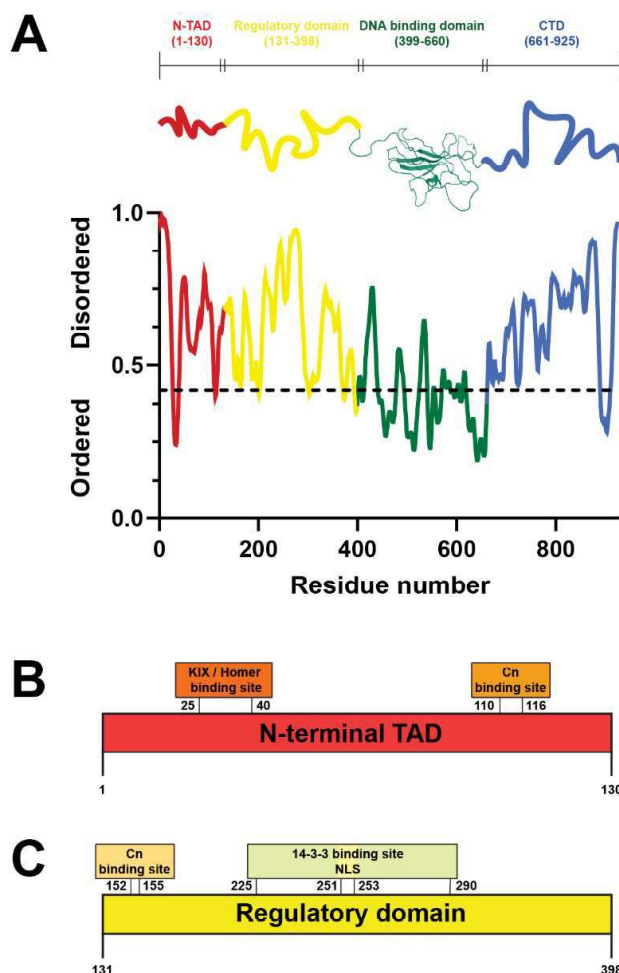 A
N-TAD
(1-130)
Regulatory domain
(131-398)
DNA binding domain
(399-660)
CTD
(661-925)
1.0
0.5
0.0
Disordered
Ordered
0
200
400
600
800
Residue number
B
KIX / Homer
binding site
25
40
Cn
binding site
110
116
N-terminal TAD
1
130
C
Cn
binding site
152
155
14-3-3 binding site
NLS
225
251
253
290
Regulatory domain
131
398